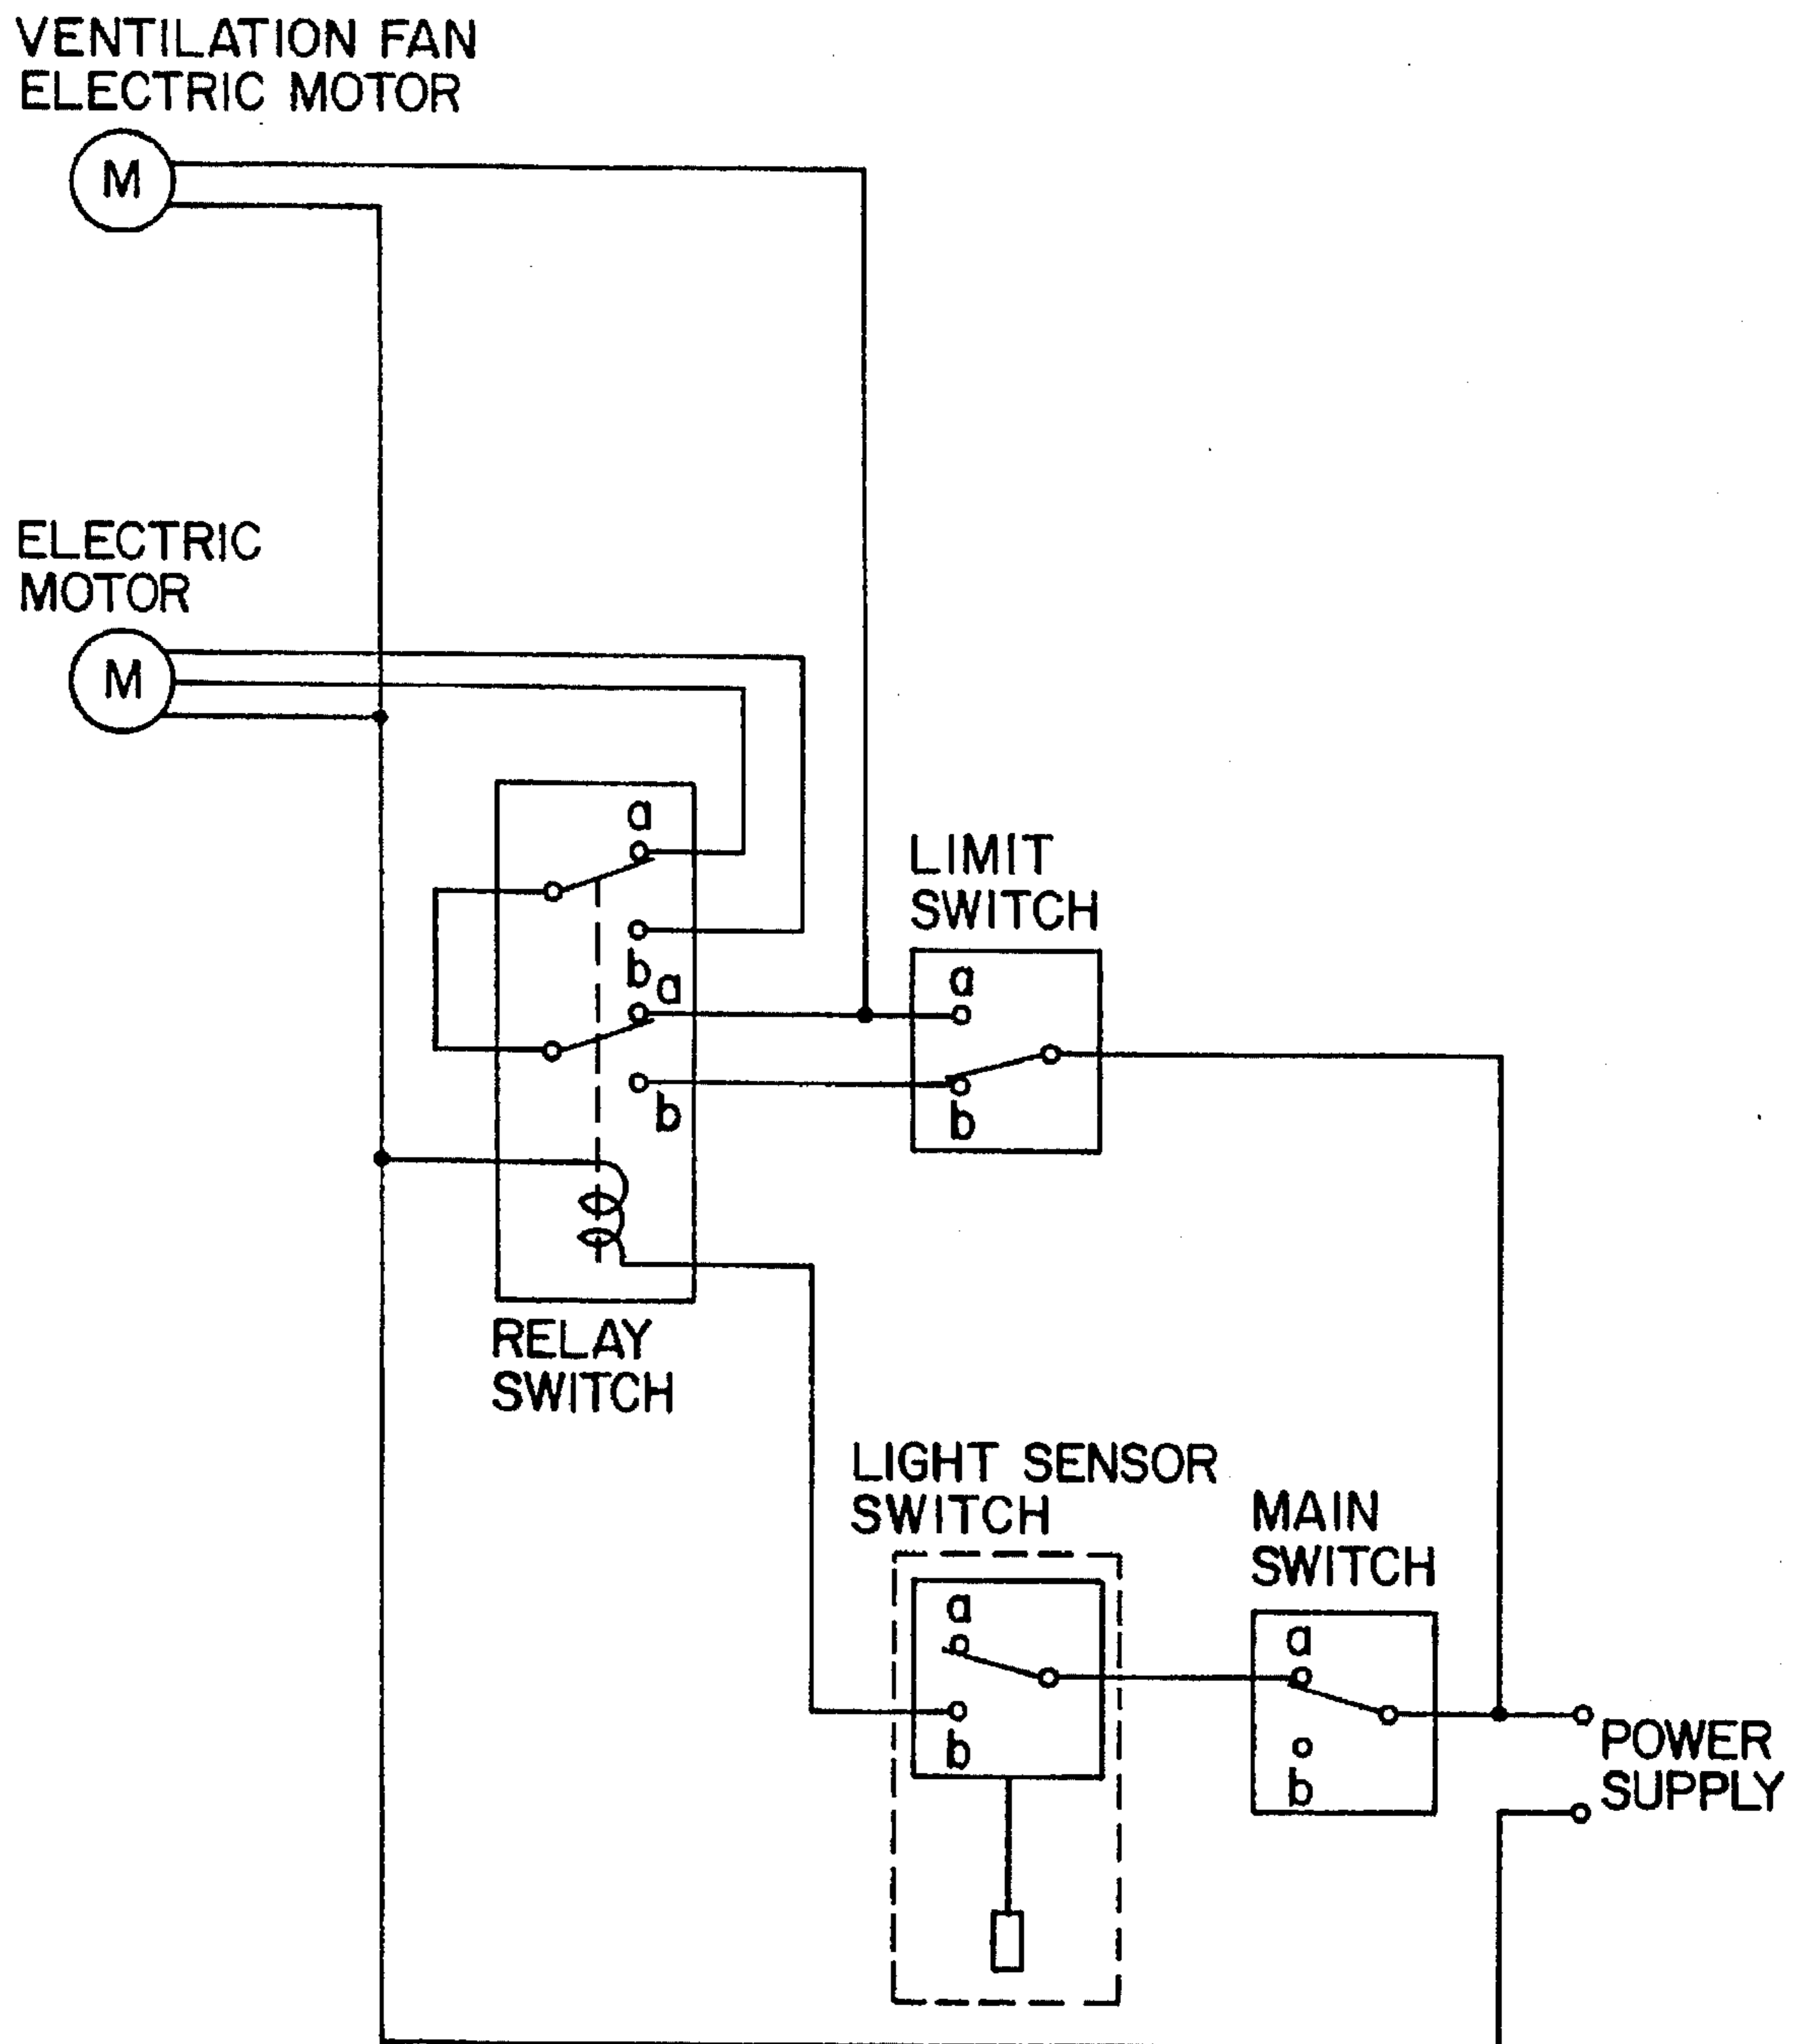 VENTILATION FAN
ELECTRIC MOTOR
M
ELECTRIC
MOTOR
M
a
b
a
b
RELAY
SWITCH
LIMIT
SWITCH
a
b
LIGHT SENSOR
SWITCH
a
b
MAIN
SWITCH
a
b
POWER
SUPPLY